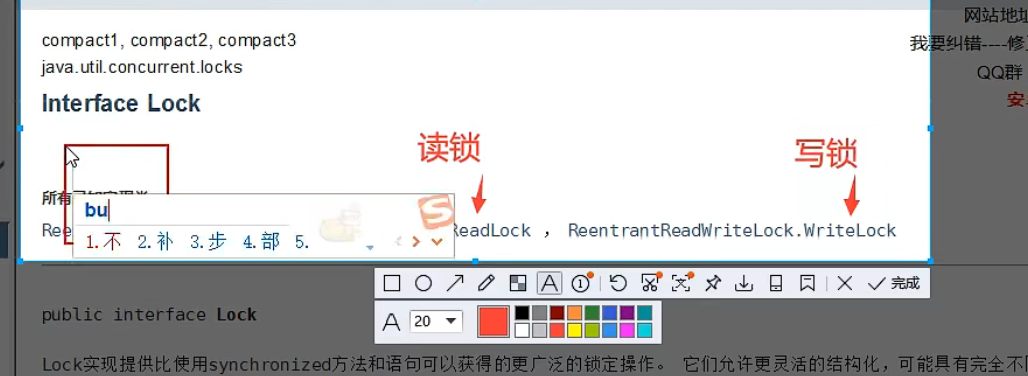 网站地址
compact1, compact2, compact3
我要纠错----修
java.util.concurrent.locks
QQ群
安
Interface Lock
读锁
写锁
所有
bu
S
Ree
ReadLock , ReentrantReadWriteLock.WriteLock
1.不 2.补 3.步 4.部 5.
A 1 完成
A 20
public interface Lock
Lock实现提供比使用synchronized方法和语句可以获得的更广泛的锁定操作。 它们允许更灵活的结构化，可能具有完全不